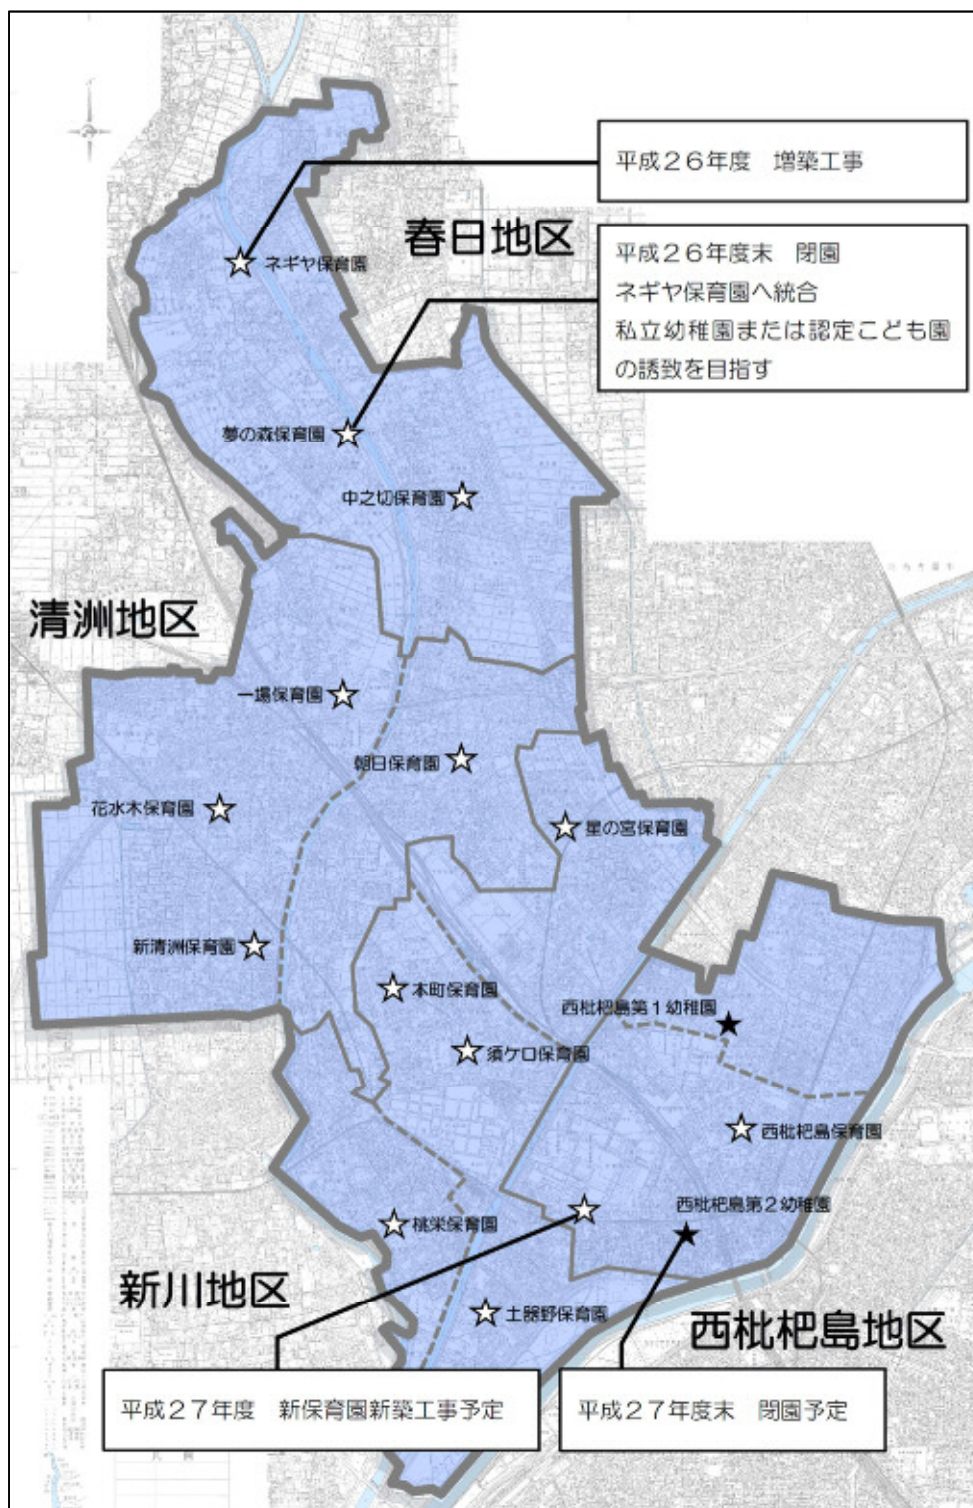 平成２６年度　増築工事
春日地区
平成２６年度末　閉園
ネギヤ保育園へ統合
私立幼稚園または認定こども園
の誘致を目指す
ネギヤ保育園
夢の森保育園
中之切保育園
清洲地区
一場保育園
朝日保育園
花水木保育園
星の宮保育園
新清洲保育園
本町保育園
西枇杷島第１幼稚園
須ケ口保育園
西枇杷島保育園
西枇杷島第２幼稚園
桃栄保育園
新川地区
土器野保育園
西枇杷島地区
平成２７年度　新保育園新築工事予定
平成２７年度末　閉園予定